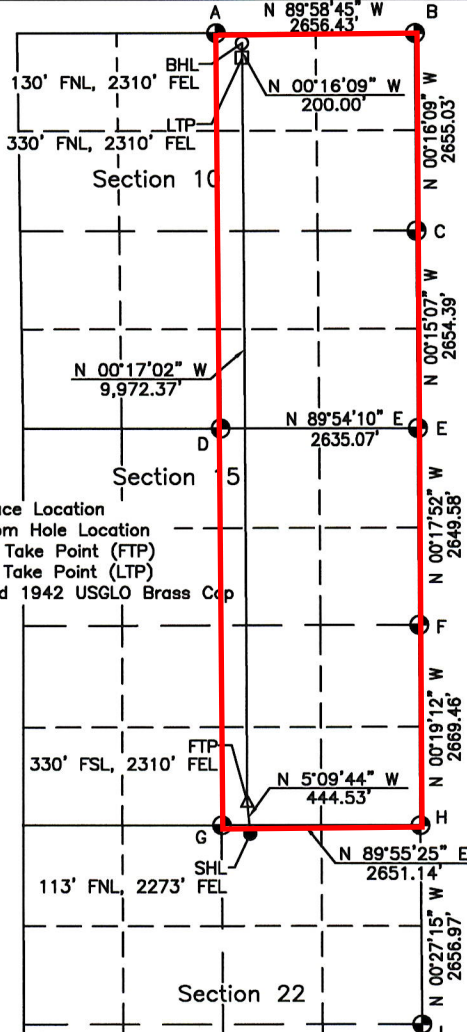 A
N 89°58'45" W
2656.43'
B
BHL
130' FNL, 2310' FEL
N 00°16'09" W
200.00'
LTP
330' FNL, 2310' FEL
N 00°16'09" W
2655.03'
Section 10
C
N 00°15'07" W
2654.39'
N 00°17'02" W
9,972.37'
N 89°54'10" E
2635.07'
D
E
Section 15
ace Location
om Hole Location
Take Point (FTP)
Take Point (LTP)
d 1942 USGLO Brass Cap
N 00°17'52" W
2649.58'
F
N 00°19'12" W
2669.46'
FTP
330' FSL, 2310' FEL
N 5°09'44" W
444.53'
G
H
SHL
N 89°55'25" E
2651.14'
113' FNL, 2273' FEL
N 00°27'15" W
2656.97'
Section 22